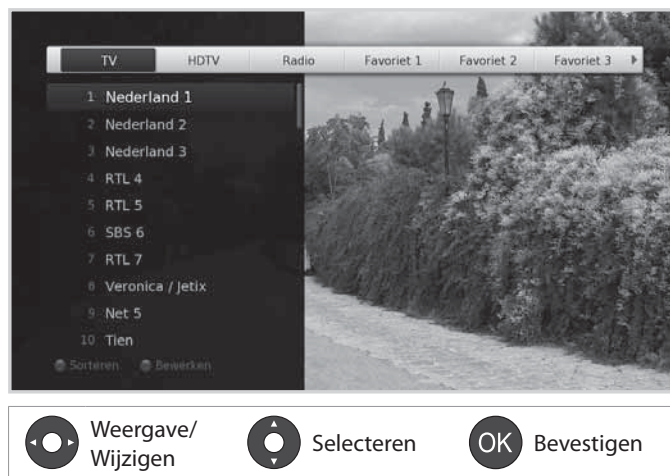 TV HDTV Radio Favoriet 1 Favoriet 2 Favoriet 3
1 Nederland 1
2 Nederland 2
3 Nederland 3
4 RTL 4
5 RTL 5
6 SBS 6
7 RTL 7
8 Veronica / Jetix
9 Net 5
10 Tien
Sorteren Bewerken
Weergave/
Wijzigen
Selecteren
OK Bevestigen